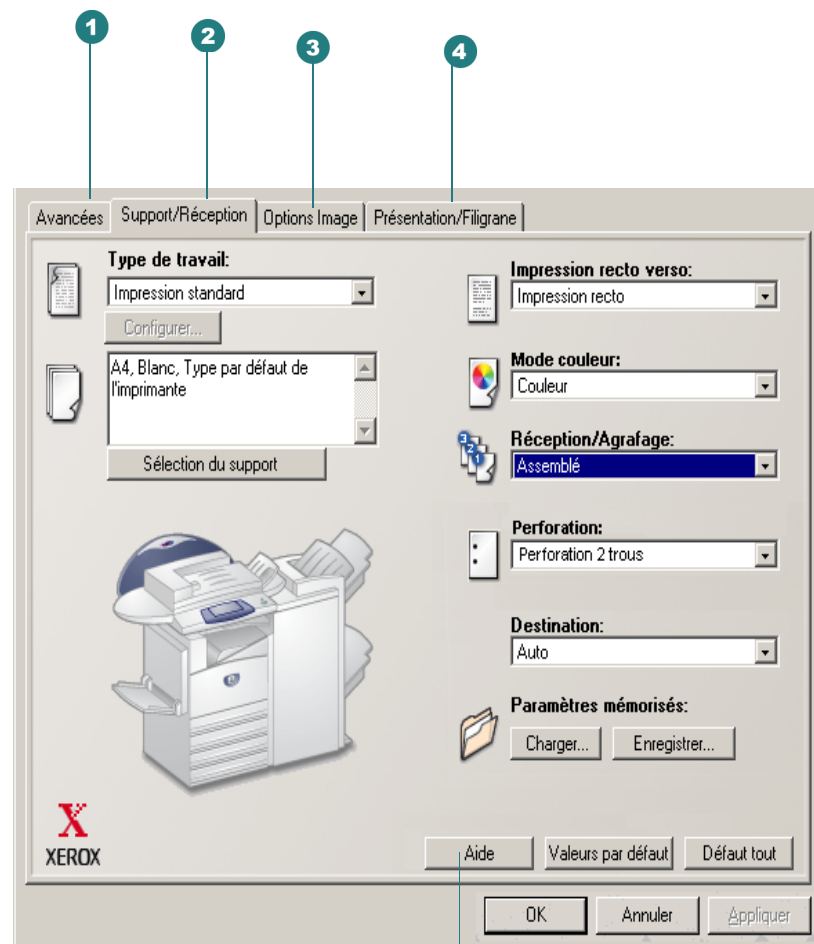 1
2
3
4
Avancées
Support/Réception
Options Image
Présentation/Filigrane
Type de travail:
Impression standard
Configurer...
A4, Blanc, Type par défaut de
l'imprimante
Sélection du support
Impression recto verso:
Impression recto
Mode couleur:
Couleur
3
2
1
Réception/Agrafage:
Assemblé
Perforation:
Perforation 2 trous
Destination:
Auto
Paramètres mémorisés:
Charger...
Enregistrer...
X
XEROX
Aide
Valeurs par défaut
Défaut tout
OK
Annuler
Appliquer